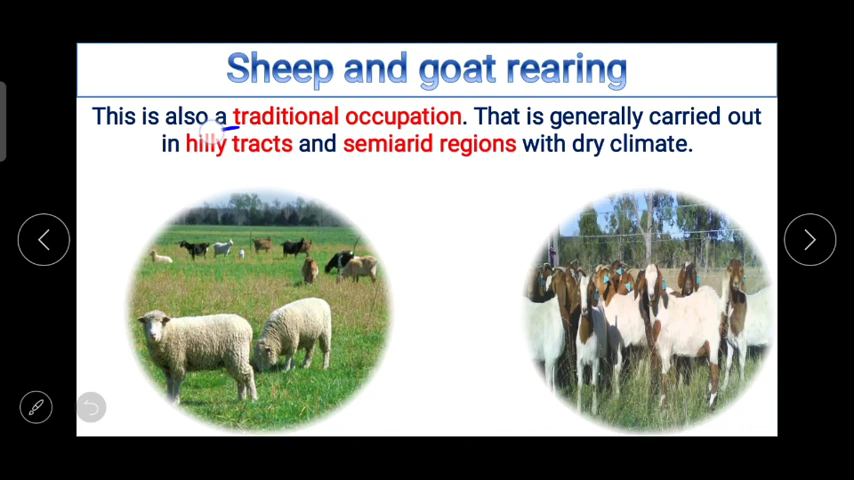 Sheep and goat rearing
This is also a traditional occupation. That is generally carried out
in hilly tracts and semiarid regions with dry climate.